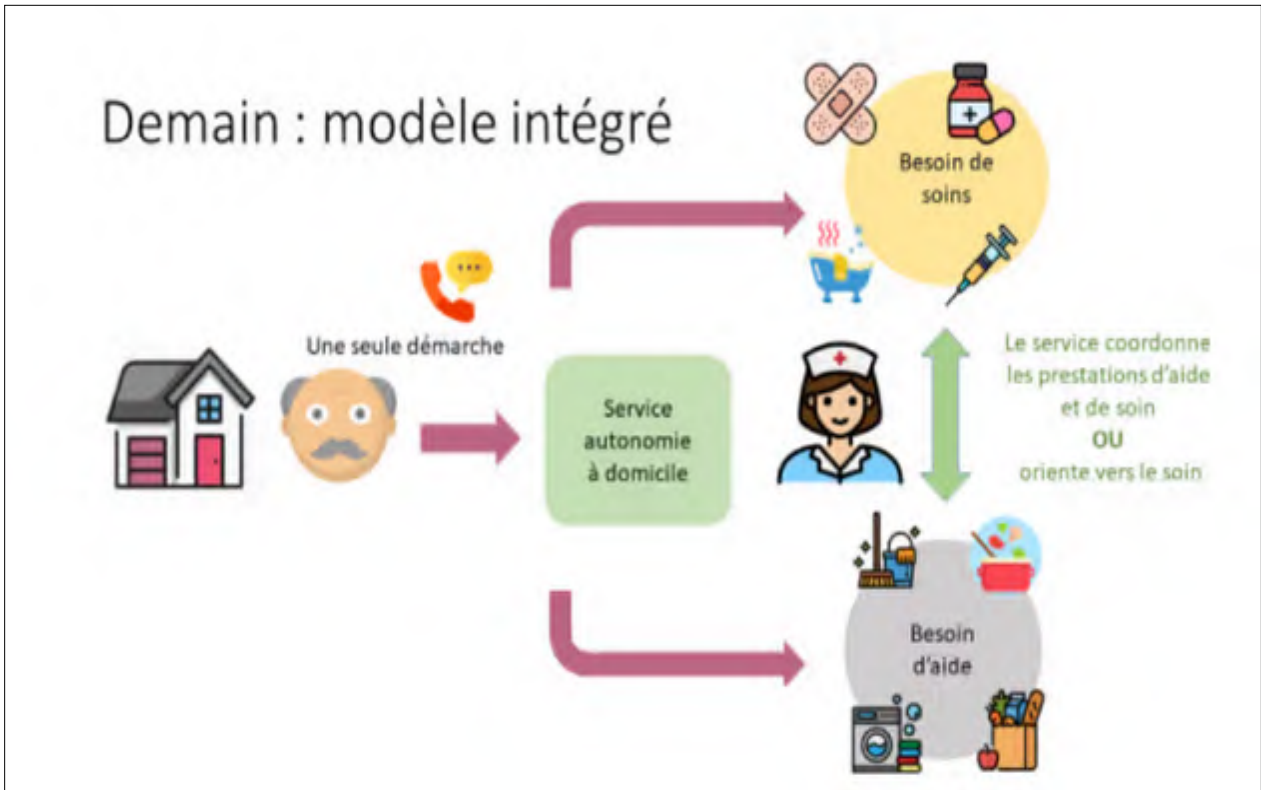 Demain : modèle intégré
Besoin de
soins
Une seule démarche
Service
autonomie
à domicile
Le service coordonne
les prestations d'aide
et de soin
OU
oriente vers le soin
Besoin
d'aide